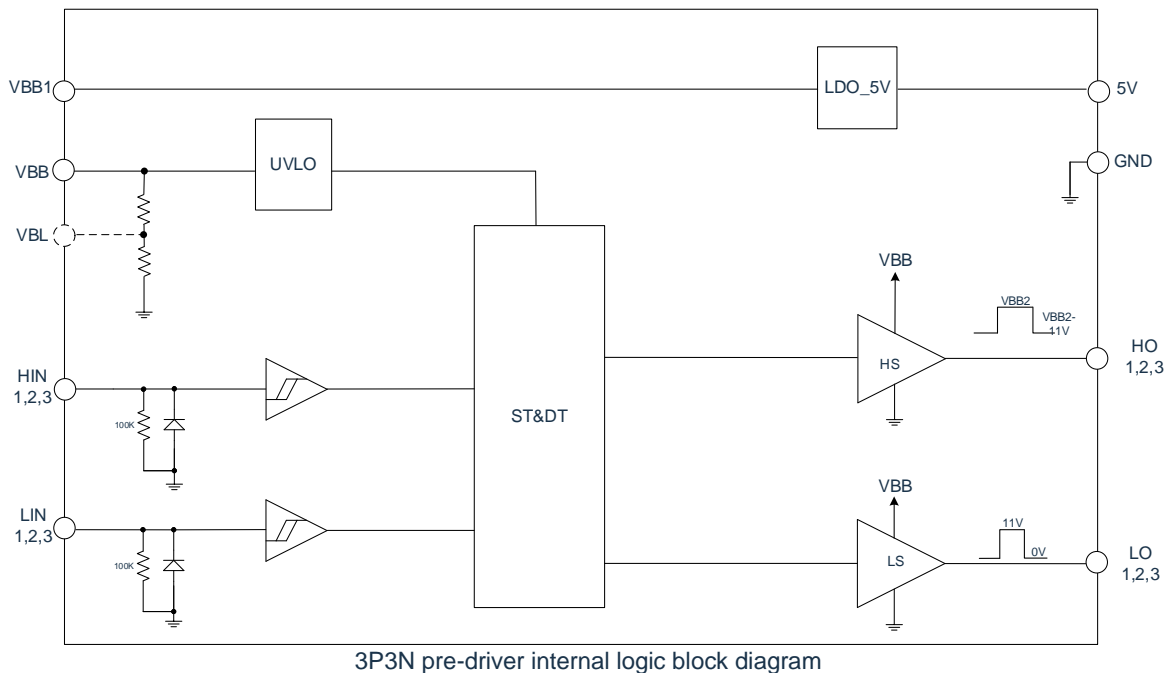 VBB1
LDO_5V
5V
VBB
UVLO
GND
VBL
VBB
VBB2
VBB2-
11V
HIN
1,2,3
100K
HS
HO
1,2,3
ST&DT
VBB
11V
0V
LIN
1,2,3
100K
LS
LO
1,2,3
3P3N pre-driver internal logic block diagram